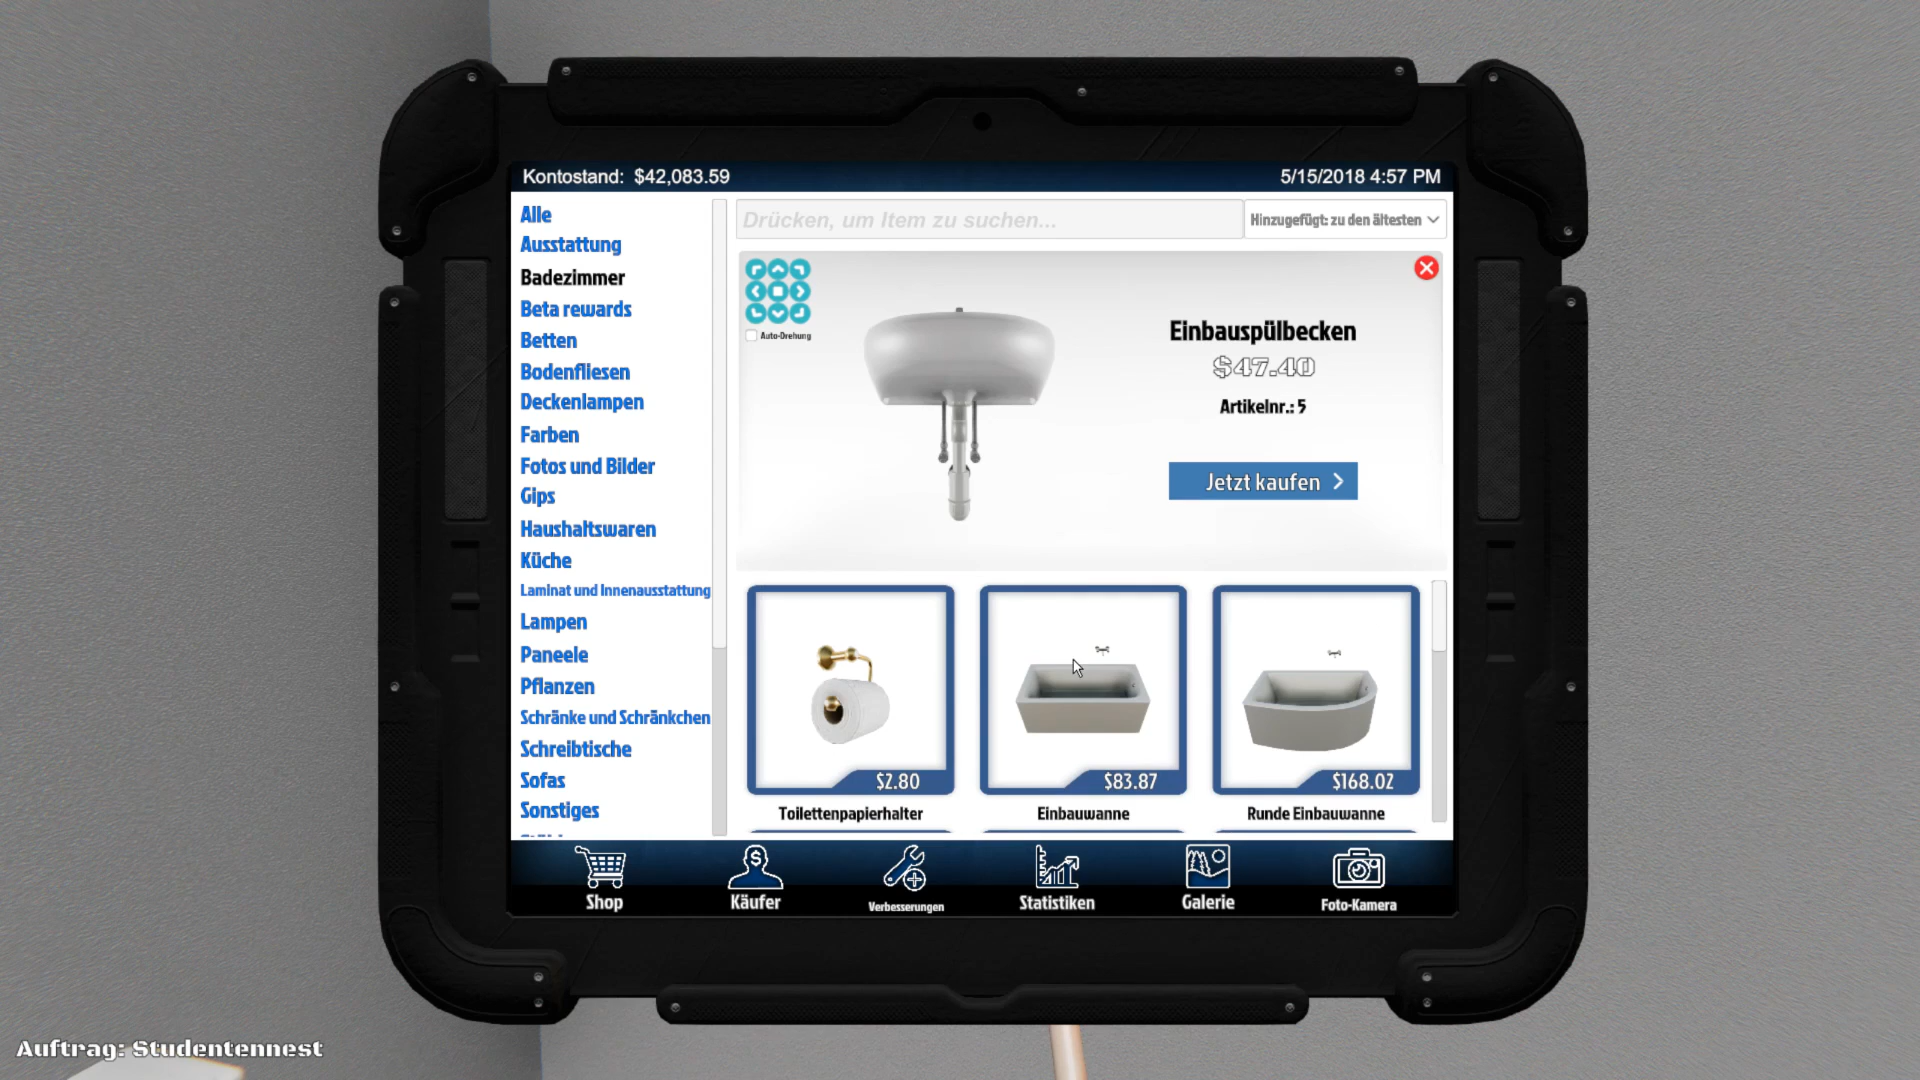 Kontostand: $42,083.59
5/15/2018 4:57 PM
Alle
Ausstattung
Badezimmer
Beta rewards
Betten
Bodenfliesen
Deckenlampen
Farben
Fotos und Bilder
Gips
Haushaltswaren
Küche
Laminat und Innenausstattung
Lampen
Paneele
Pflanzen
Schränke und Schränkchen
Schreibtische
Sofas
Sonstiges
Drücken, um Item zu suchen...
Hinzugefügt: zu den ältesten
Auto-Drehung
Einbauspülbecken
$47.40
Artikelnr.: 5
Jetzt kaufen
$2.80
$83.87
$168.02
Toilettenpapierhalter
Einbauwanne
Runde Einbauwanne
Shop
Käufer
Verbesserungen
Statistiken
Galerie
Foto-Kamera
Auftrag: Studentennest